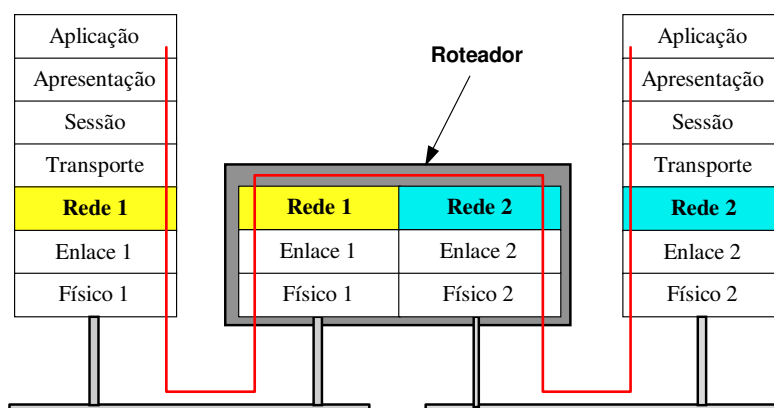 Aplicação
Apresentação
Sessão
Transporte
Rede 1
Enlace 1
Físico 1
Roteador
Rede 1 Rede 2
Enlace 1 Enlace 2
Físico 1 Físico 2
Aplicação
Apresentação
Sessão
Transporte
Rede 2
Enlace 2
Físico 2